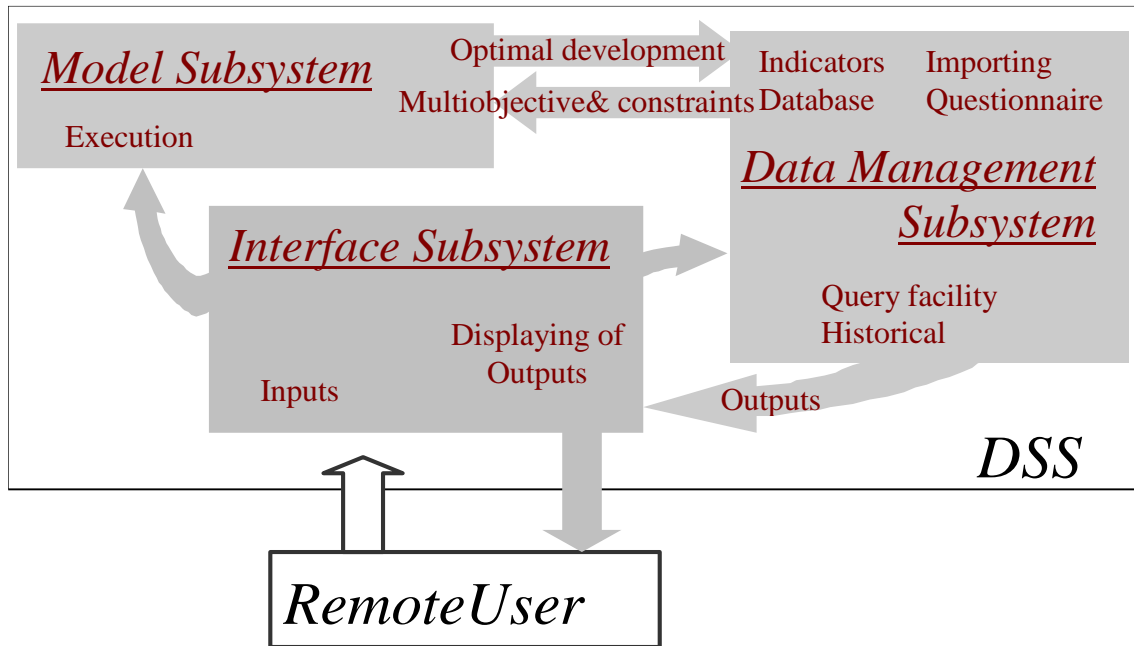 Model Subsystem
Execution
Optimal development
Multiobjective& constraints
Indicators
Database
Importing
Questionnaire
Data Management
Subsystem
Query facility
Historical
Interface Subsystem
Displaying of
Outputs
Inputs
Outputs
DSS
RemoteUser